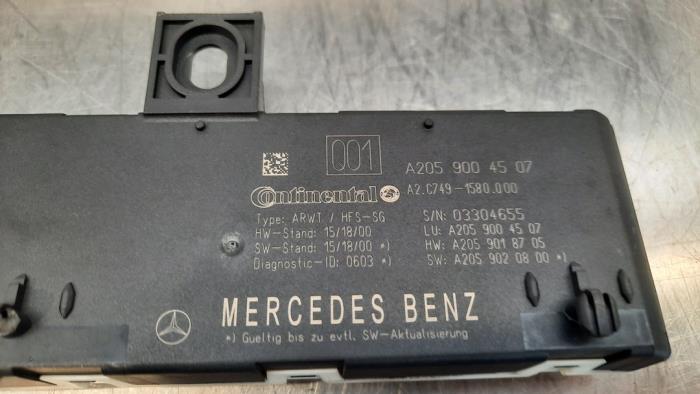 001
A205 900 45 07
Continental
A2.C749-1580.000
Type: ARWT / HFS-SG
S/N: 03304655
HW-Stand: 15/18/00
LU: A205 900 45 07
SW-Stand: 15/18/00 *)
HW: A205 901 87 05
Diagnostic-ID: 0603 *)
SW: A205 902 08 00 *)
MERCEDES BENZ
*) Gueltig bis zu evtl. SW-Aktualisierung